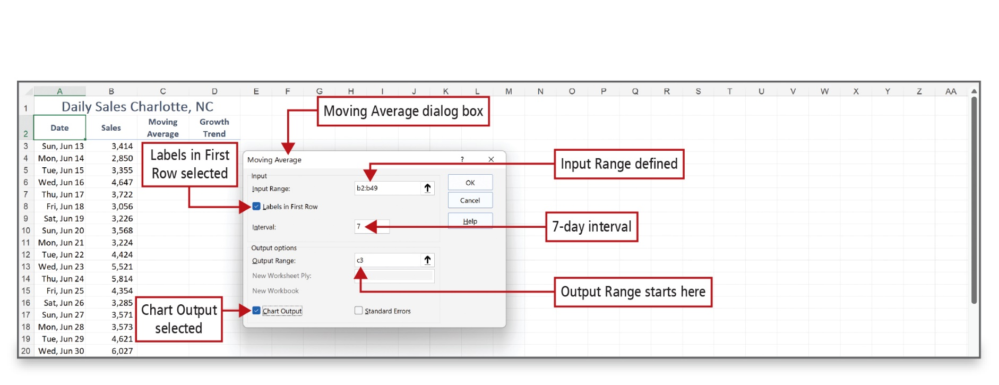 A B C D E F G H I J K L M N O P Q R S T U V W X Y Z AA
1 Daily Sales Charlotte, NC
Moving Average dialog box
2 Date Sales Moving Average Growth Trend
3 Sun, Jun 13 3,414
4 Mon, Jun 14 2,850
5 Tue, Jun 15 3,355
6 Wed, Jun 16 4,647
7 Thu, Jun 17 3,722
8 Fri, Jun 18 3,056
9 Sat, Jun 19 3,226
10 Sun, Jun 20 3,568
11 Mon, Jun 21 3,224
12 Tue, Jun 22 4,424
13 Wed, Jun 23 5,521
14 Thu, Jun 24 5,814
15 Fri, Jun 25 4,354
16 Sat, Jun 26 3,285
17 Sun, Jun 27 3,571
18 Mon, Jun 28 3,573
19 Tue, Jun 29 4,621
20 Wed, Jun 30 6,027
Labels in First
Row selected
Chart Output
selected
Moving Average ? ×
Input
Input Range: b2:b49
Labels in First Row
Interval: 7
Output options
Output Range: c3
New Worksheet Ply:
New Workbook
Chart Output Standard Errors
OK
Cancel
Help
Input Range defined
7-day interval
Output Range starts here